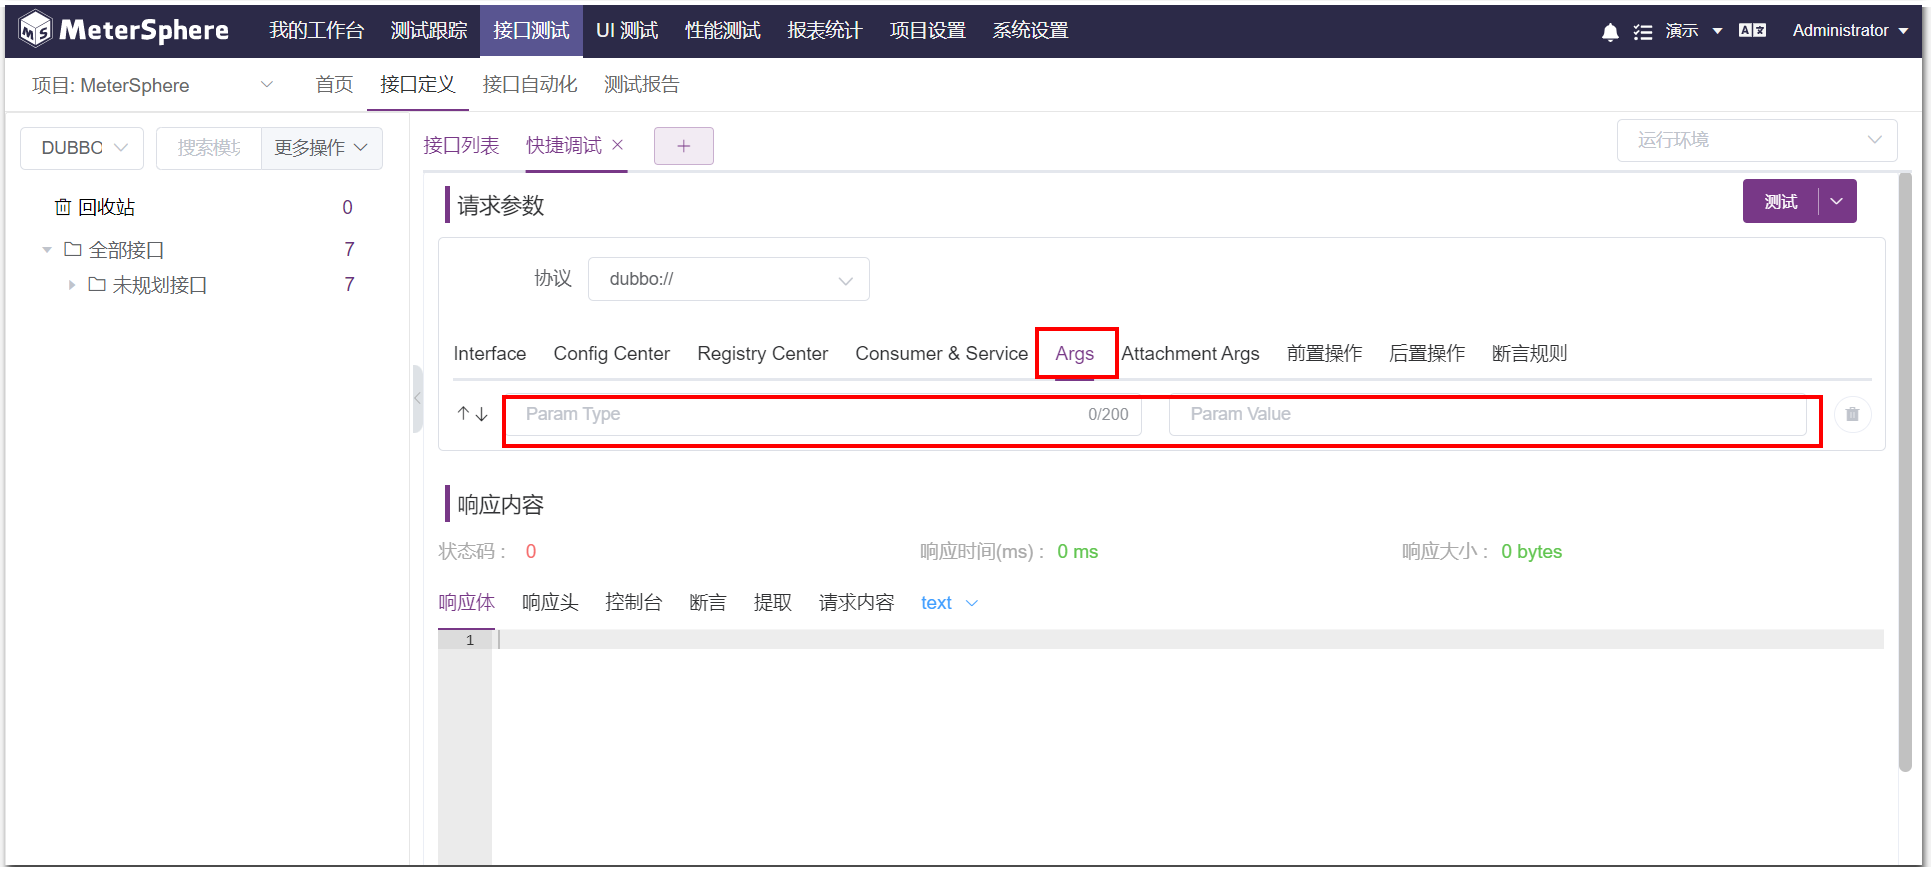 MeterSphere 我的工作台 测试跟踪 接口测试 UI 测试 性能测试 报表统计 项目设置 系统设置 演示 Administrator
项目: MeterSphere 首页 接口定义 接口自动化 测试报告
DUBBO 搜索模块 更多操作 接口列表 快捷调试 × + 运行环境
回收站 0
全部接口 7
未规划接口 7
请求参数 测试
协议 dubbo://
Interface Config Center Registry Center Consumer & Service Args Attachment Args 前置操作 后置操作 断言规则
Param Type 0/200 Param Value
响应内容
状态码 : 0 响应时间(ms) : 0 ms 响应大小 : 0 bytes
响应体 响应头 控制台 断言 提取 请求内容 text
1